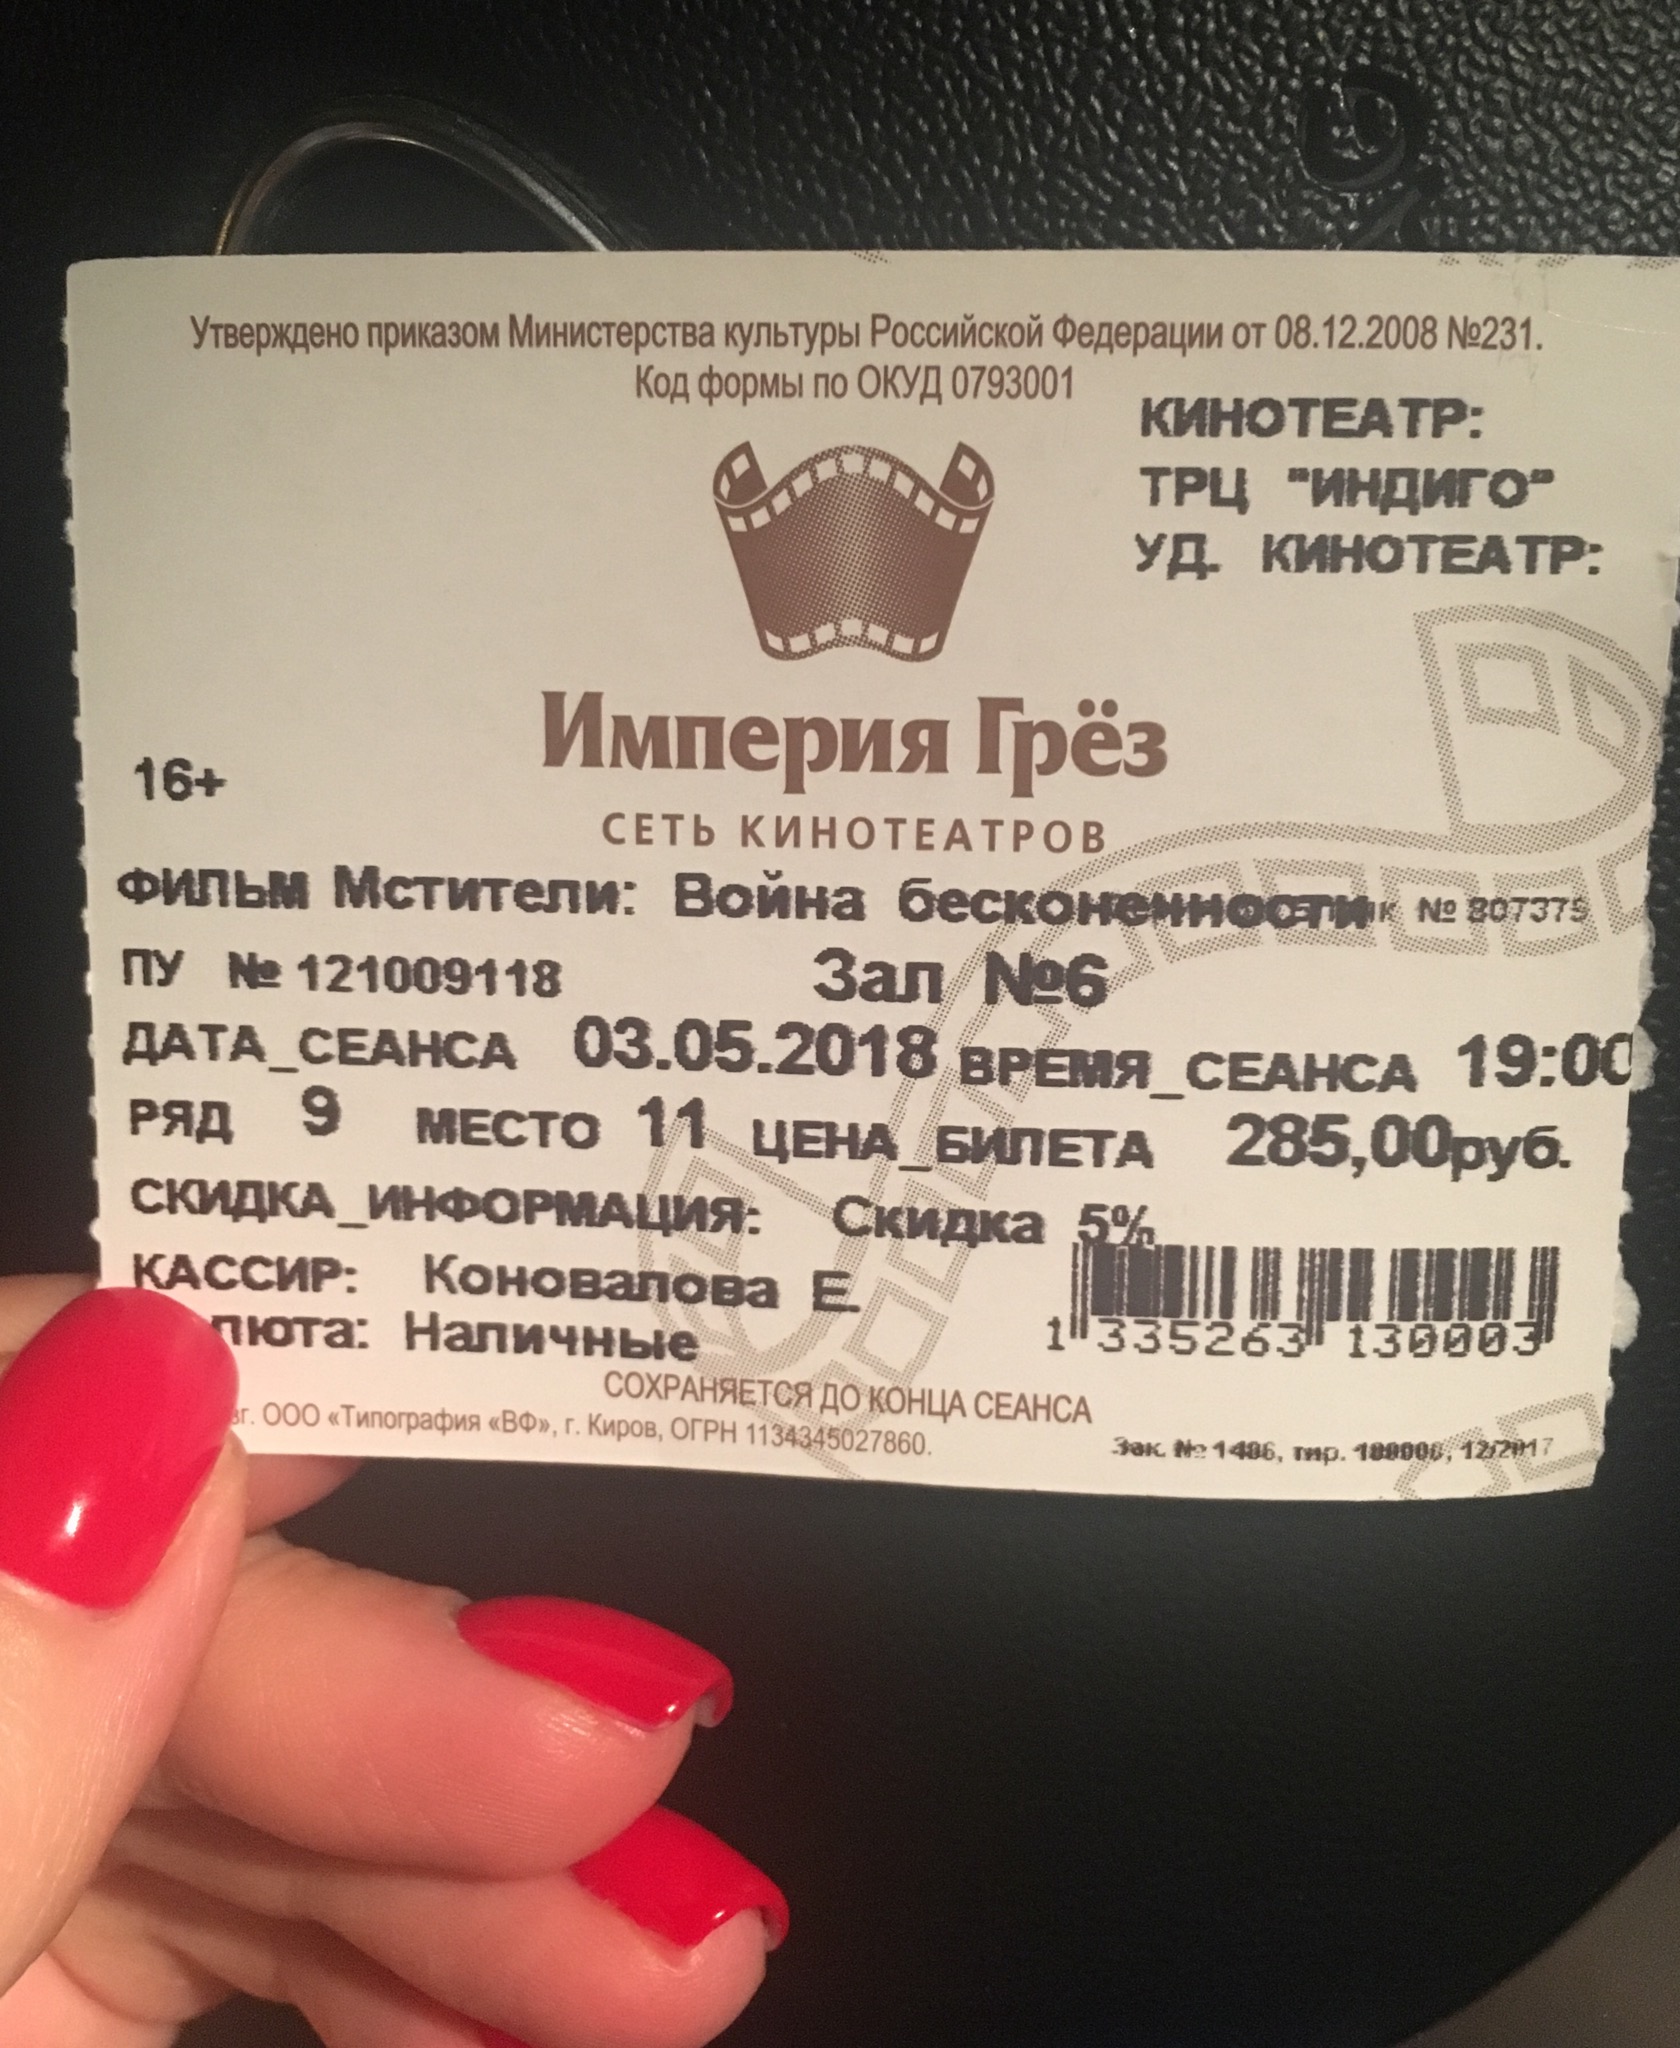 Утверждено приказом Министерства культуры Российской Федерации от 08.12.2008 №231.
Код формы по ОКУД 0793001
КИНОТЕАТР:
ТРЦ "ИНДИГО"
УД. КИНОТЕАТР:
Империя Грёз
СЕТЬ КИНОТЕАТРОВ
16+
ФИЛЬМ Мстители: Война бесконечности № 807375
ПУ № 121009118 Зал №6
ДАТА_СЕАНСА 03.05.2018 ВРЕМЯ_СЕАНСА 19:00
РЯД 9 МЕСТО 11 ЦЕНА_БИЛЕТА 285,00руб.
СКИДКА_ИНФОРМАЦИЯ: Скидка 5%
КАССИР: Коновалова Е.
люта: Наличные
1 335263 130003
СОХРАНЯЕТСЯ ДО КОНЦА СЕАНСА
ООО «Типография «ВФ», г. Киров, ОГРН 1134345027860.
Зак. № 1486, тир. 12/2017